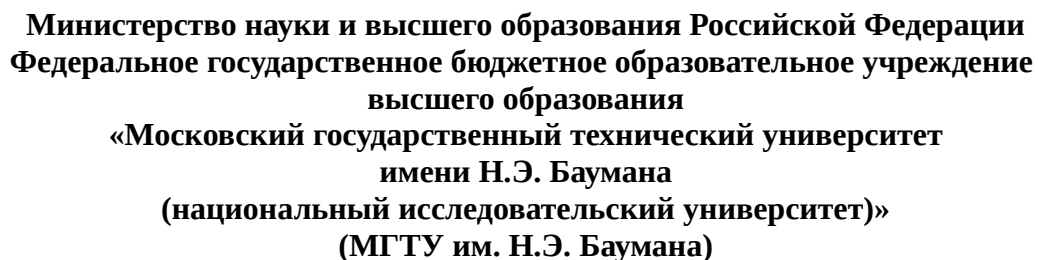 Министерство науки и высшего образования Российской Федерации
Федеральное государственное бюджетное образовательное учреждение
высшего образования
«Московский государственный технический университет
имени Н.Э. Баумана
(национальный исследовательский университет)»
(МГТУ им. Н.Э. Баумана)